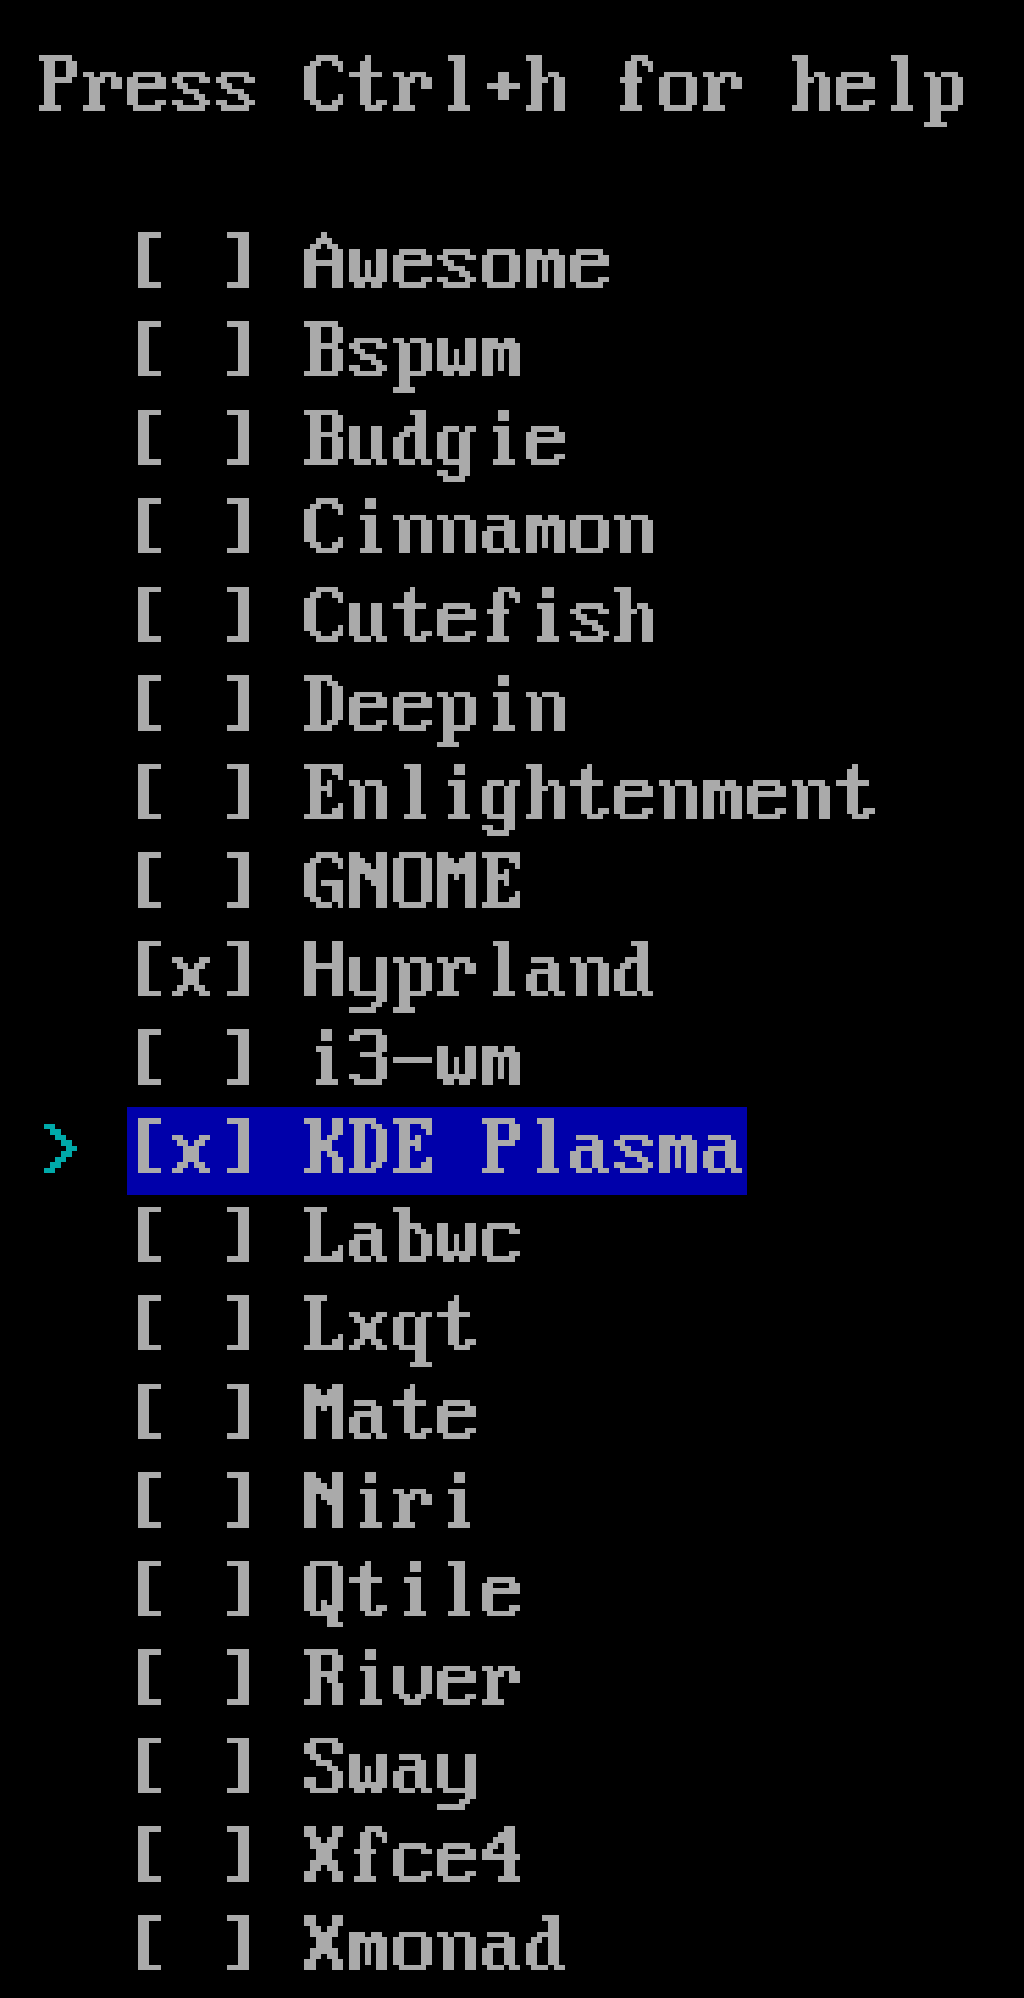 Press Ctrl+h for help
[ ] Awesome
[ ] Bspwm
[ ] Budgie
[ ] Cinnamon
[ ] Cutefish
[ ] Deepin
[ ] Enlightenment
[ ] GNOME
[x] Hyprland
[ ] i3-wm
> [x] KDE Plasma
[ ] Labwc
[ ] Lxqt
[ ] Mate
[ ] Niri
[ ] Qtile
[ ] River
[ ] Sway
[ ] Xfce4
[ ] Xmonad